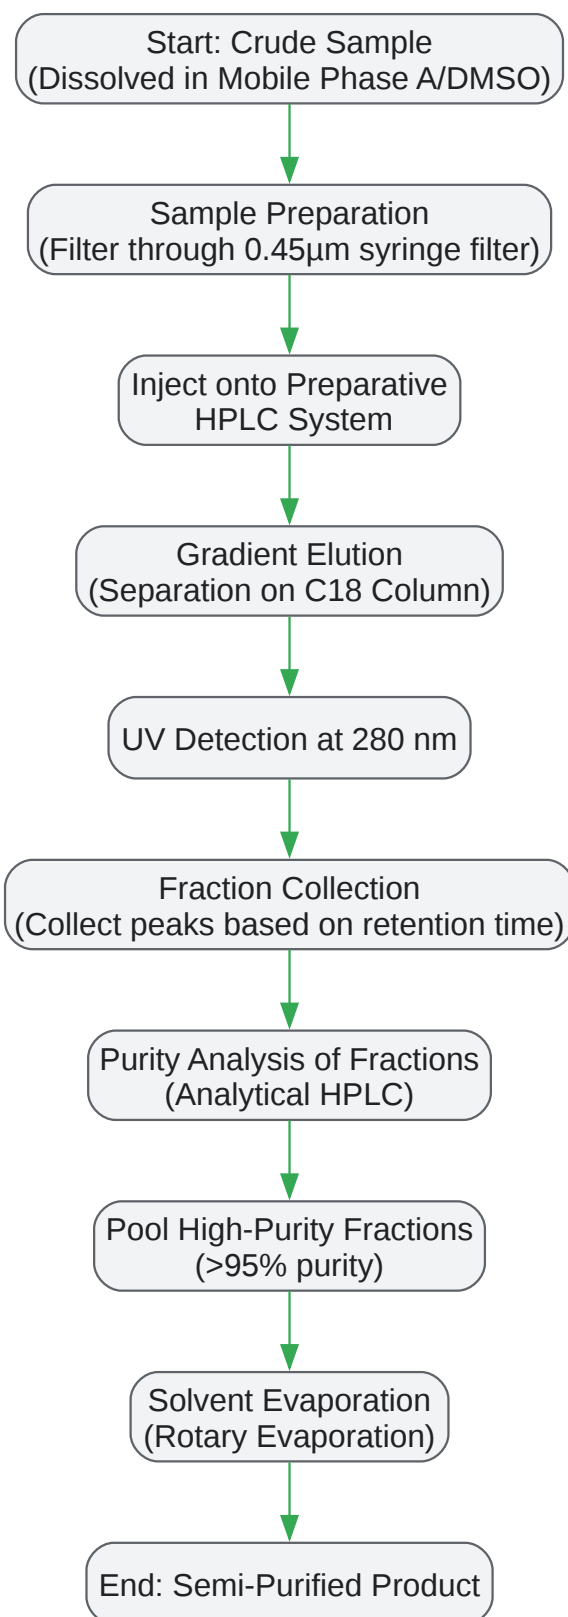 Start: Crude Sample
(Dissolved in Mobile Phase A/DMSO)
Sample Preparation
(Filter through 0.45µm syringe filter)
Inject onto Preparative
HPLC System
Gradient Elution
(Separation on C18 Column)
UV Detection at 280 nm
Fraction Collection
(Collect peaks based on retention time)
Purity Analysis of Fractions
(Analytical HPLC)
Pool High-Purity Fractions
(>95% purity)
Solvent Evaporation
(Rotary Evaporation)
End: Semi-Purified Product